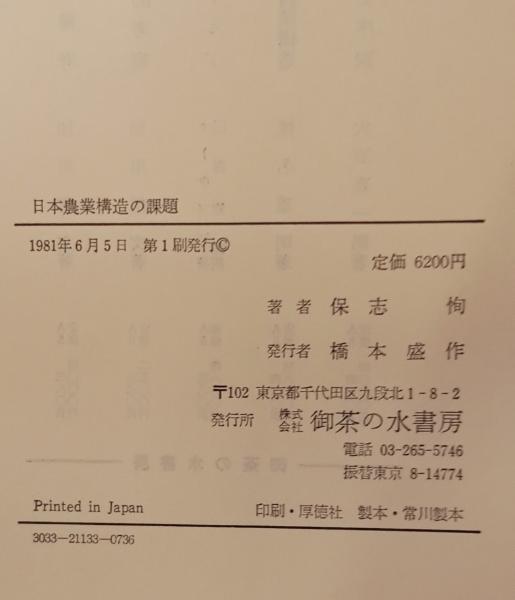 日本農業構造の課題
1981年6月5日 第1刷発行©
定価 6200円
著者 保志 恂
発行者 橋本盛作
〒102 東京都千代田区九段北1-8-2
発行所 株式会社 御茶の水書房
電話 03-265-5746
振替東京 8-14774
Printed in Japan 印刷・厚徳社 製本・常川製本
3033-21133-0736